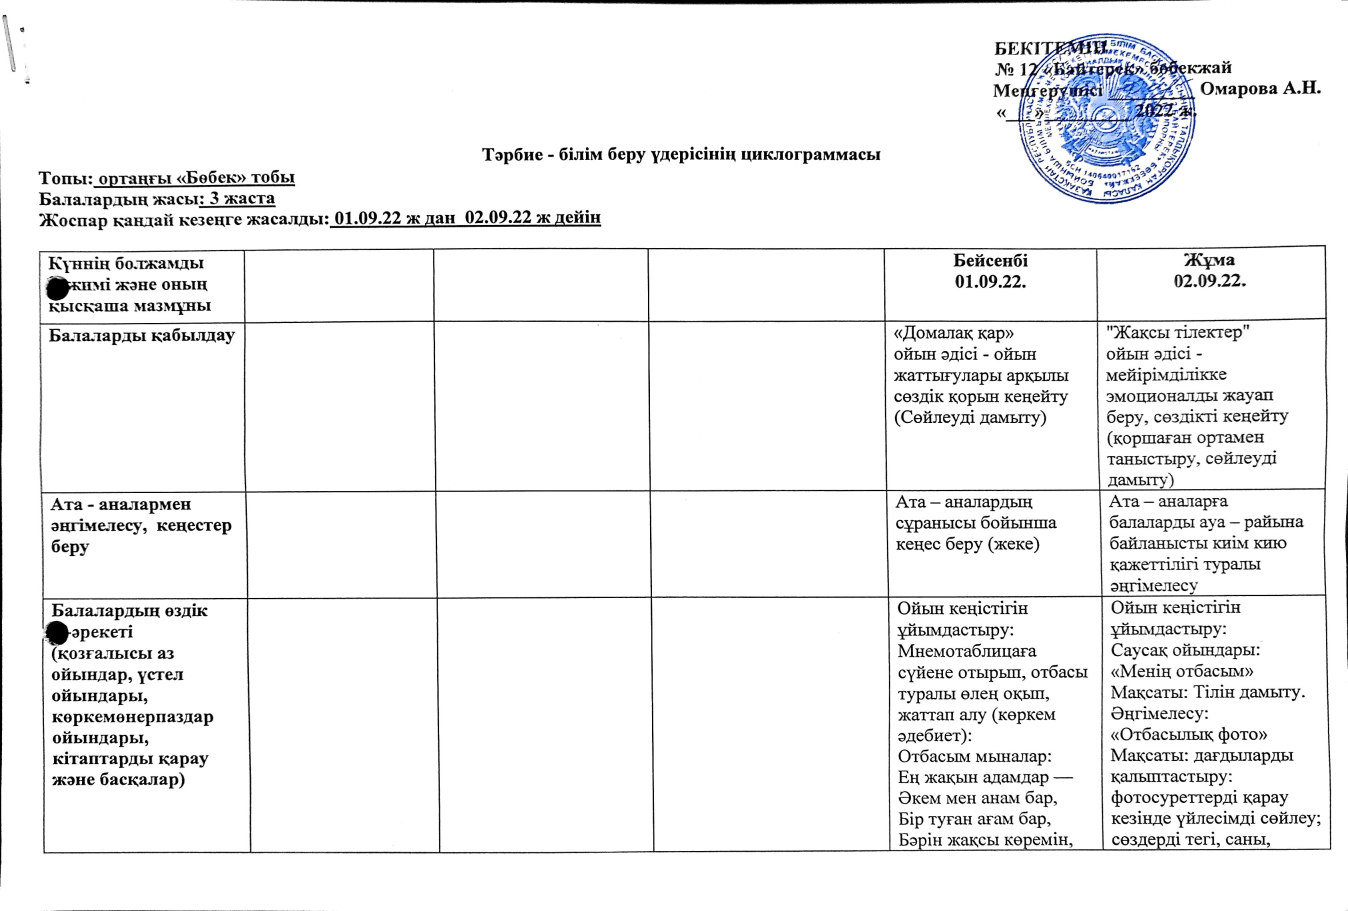 БЕКІТЕМІН
№ 12 «Байтерек» бөбекжай
Меңгерушісі __________ Омарова А.Н.
«___»_________ 2022 ж.
Тәрбие - білім беру үдерісінің циклограммасы
Топы: ортаңғы «Бөбек» тобы
Балалардың жасы: 3 жаста
Жоспар қандай кезеңге жасалды: 01.09.22 ж дан 02.09.22 ж дейін
Күннің болжамды
жимі және оның
қысқаша мазмұны
Бейсенбі
01.09.22.
Жұма
02.09.22.
Балаларды қабылдау
«Домалақ қар»
ойын әдісі - ойын
жаттығулары арқылы
сөздік қорын кеңейту
(Сөйлеуді дамыту)
"Жақсы тілектер"
ойын әдісі -
мейірімділікке
эмоционалды жауап
беру, сөздікті кеңейту
(қоршаған ортамен
таныстыру, сөйлеуді
дамыту)
Ата - аналармен
әңгімелесу, кеңестер
беру
Ата – аналардың
сұранысы бойынша
кеңес беру (жеке)
Ата – аналарға
балаларды ауа – райына
байланысты киім кию
қажеттілігі туралы
әңгімелесу
Балалардың өздік
әрекеті
(қозғалысы аз
ойындар, үстел
ойындары,
көркемөнерпаздар
ойындары,
кітаптарды қарау
және басқалар)
Ойын кеңістігін
ұйымдастыру:
Мнемотаблицаға
сүйене отырып, отбасы
туралы өлең оқып,
жаттап алу (көркем
әдебиет):
Отбасым мыналар:
Ең жақын адамдар —
Әкем мен анам бар,
Бір туған ағам бар,
Бәрін жақсы көремін,
Ойын кеңістігін
ұйымдастыру:
Саусақ ойындары:
«Менің отбасым»
Мақсаты: Тілін дамыту.
Әңгімелесу:
«Отбасылық фото»
Мақсаты: дағдыларды
қалыптастыру:
фотосуреттерді қарау
кезінде үйлесімді сөйлеу;
сөздерді тегі, саны,